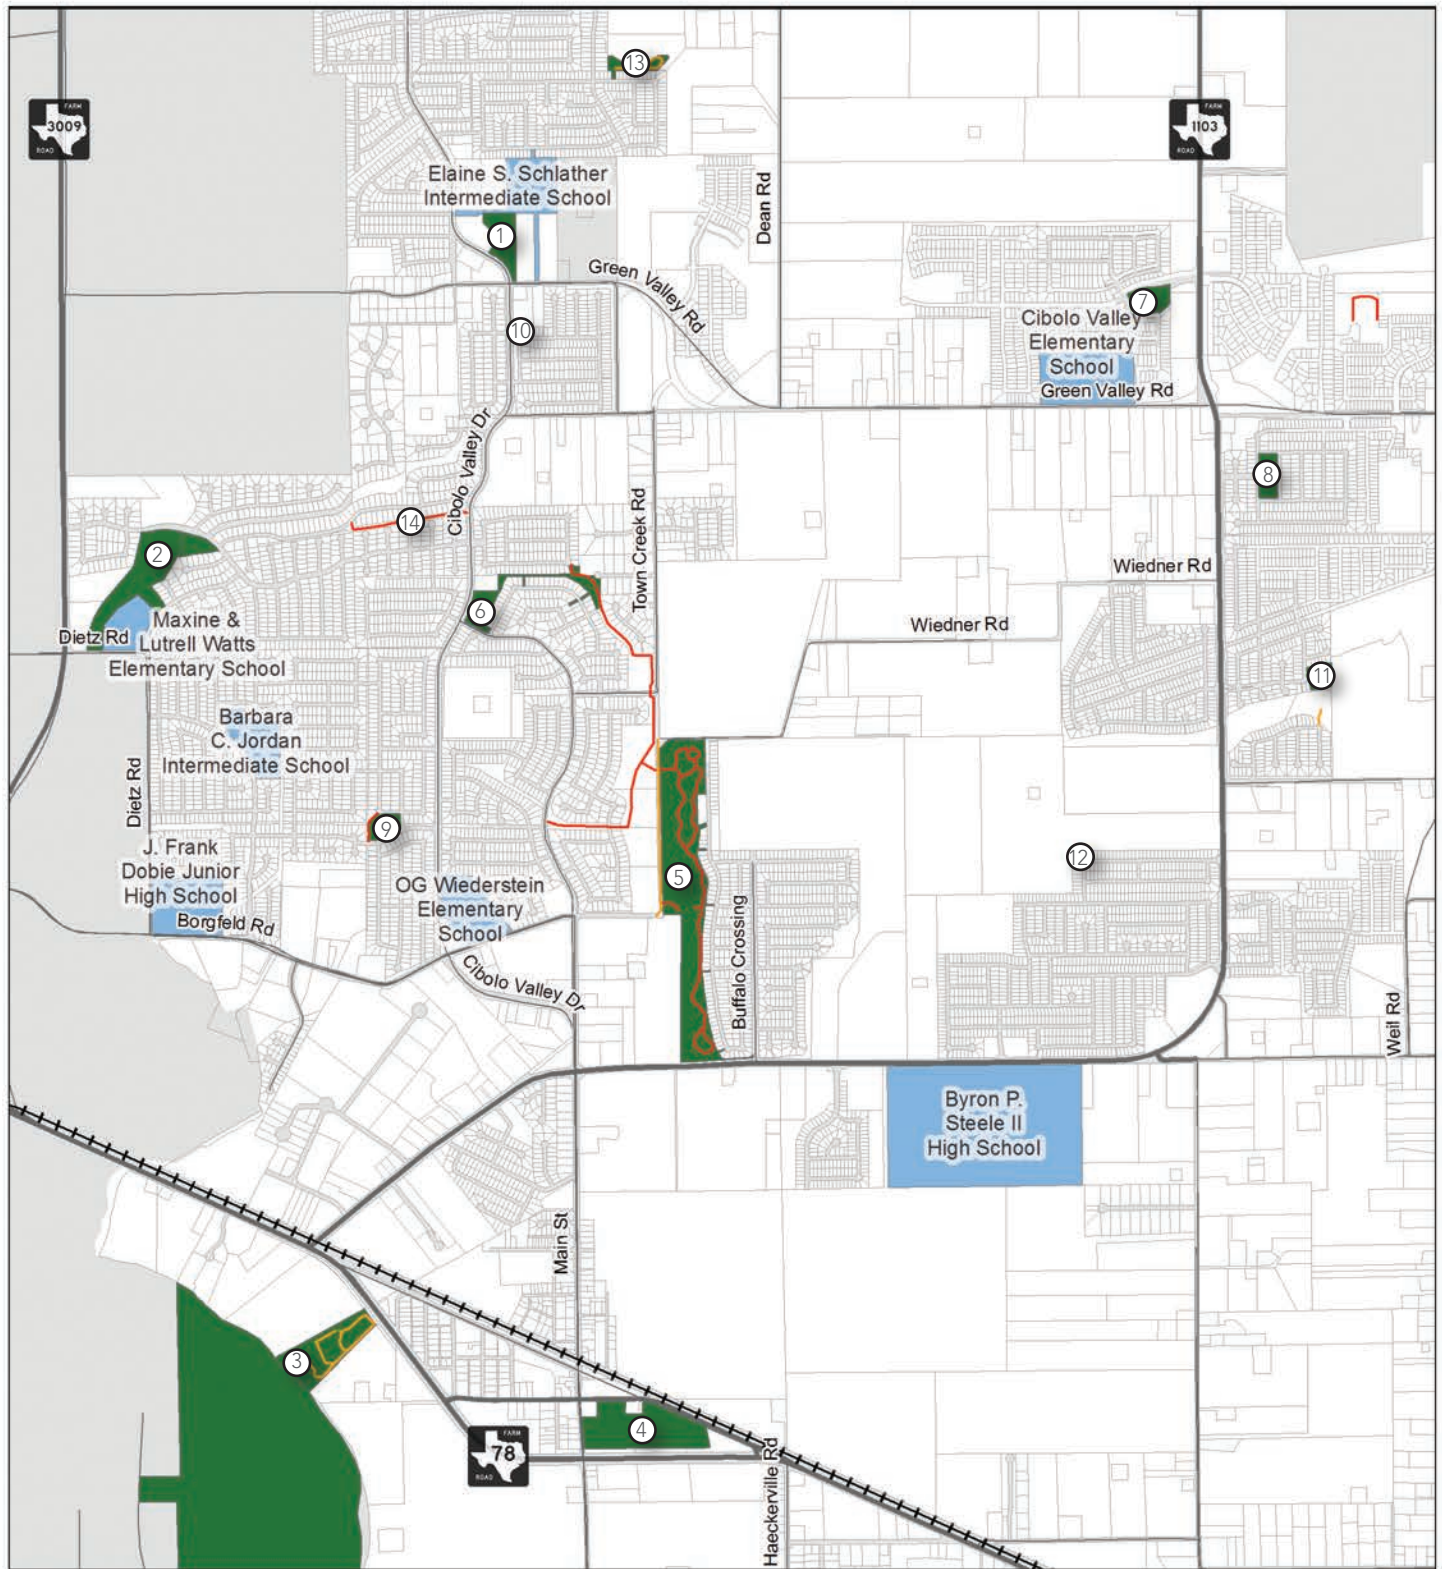 13
FARM
3009
ROAD
FARM
1103
ROAD
Elaine S. Schlather
Intermediate School
Dean Rd
1
Green Valley Rd
7
10
Cibolo Valley
Elementary
School
Green Valley Rd
Cibolo Valley Dr
8
14
Town Creek Rd
2
Wiedner Rd
6
Maxine &
Lutrell Watts
Elementary School
Dietz Rd
Wiedner Rd
11
Barbara
C. Jordan
Intermediate School
Dietz Rd
9
J. Frank
Dobie Junior
High School
Borgfeld Rd
12
5
OG Wiederstein
Elementary
School
Buffalo Crossing
Cibolo Valley Dr
Weil Rd
Byron P.
Steele II
High School
Main St
3
4
FARM
78
ROAD
Haeckerville Rd